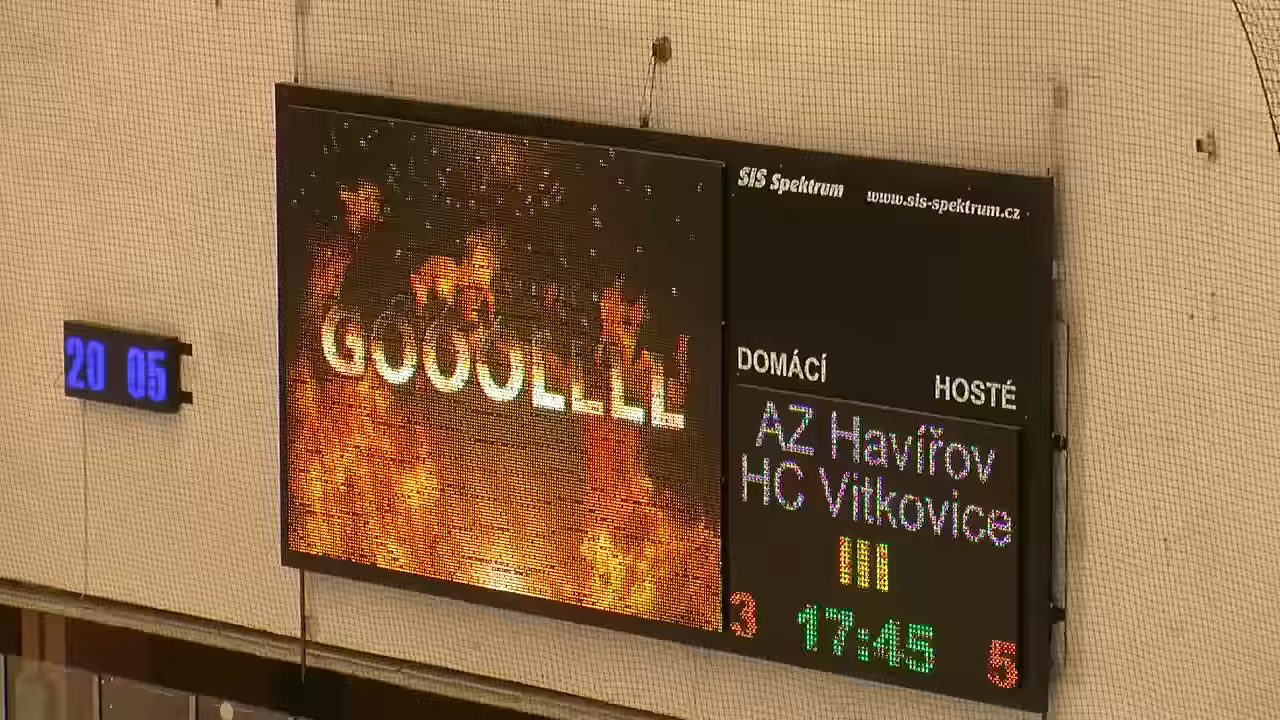 20 05
GOOOLLLL
SIS Spektrum www.sis-spektrum.cz
DOMÁCÍ HOSTÉ
AZ Havířov
HC Vitkovice
III
3 17:45 5